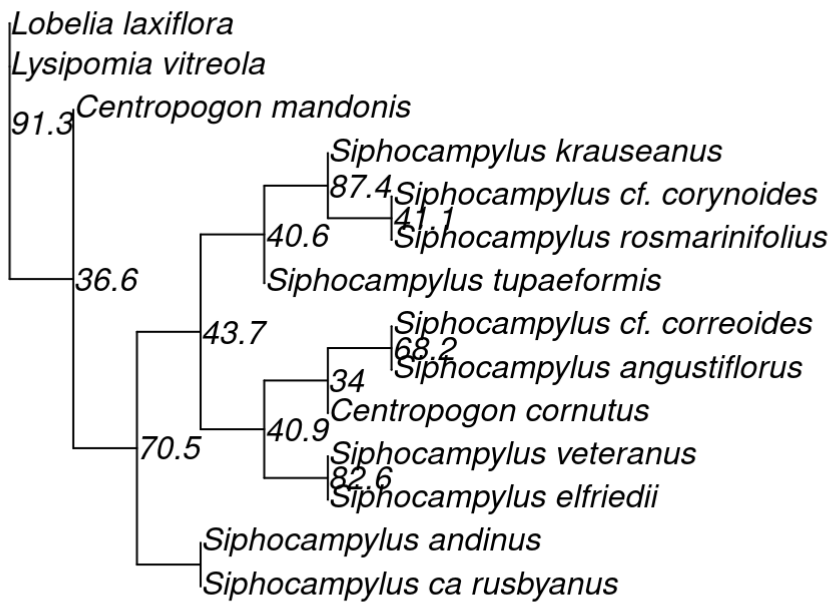 Lobelia laxiflora
Lysipomia vitreola
Centropogon mandonis
91.3
Siphocampylus krauseanus
87.4
Siphocampylus cf. corynoides
41.1
40.6
Siphocampylus rosmarinifolius
36.6
Siphocampylus tupaeformis
Siphocampylus cf. correoides
43.7
68.2
Siphocampylus angustiflorus
34
Centropogon cornutus
40.9
70.5
Siphocampylus veteranus
82.6
Siphocampylus elfriedii
Siphocampylus andinus
Siphocampylus ca rusbyanus